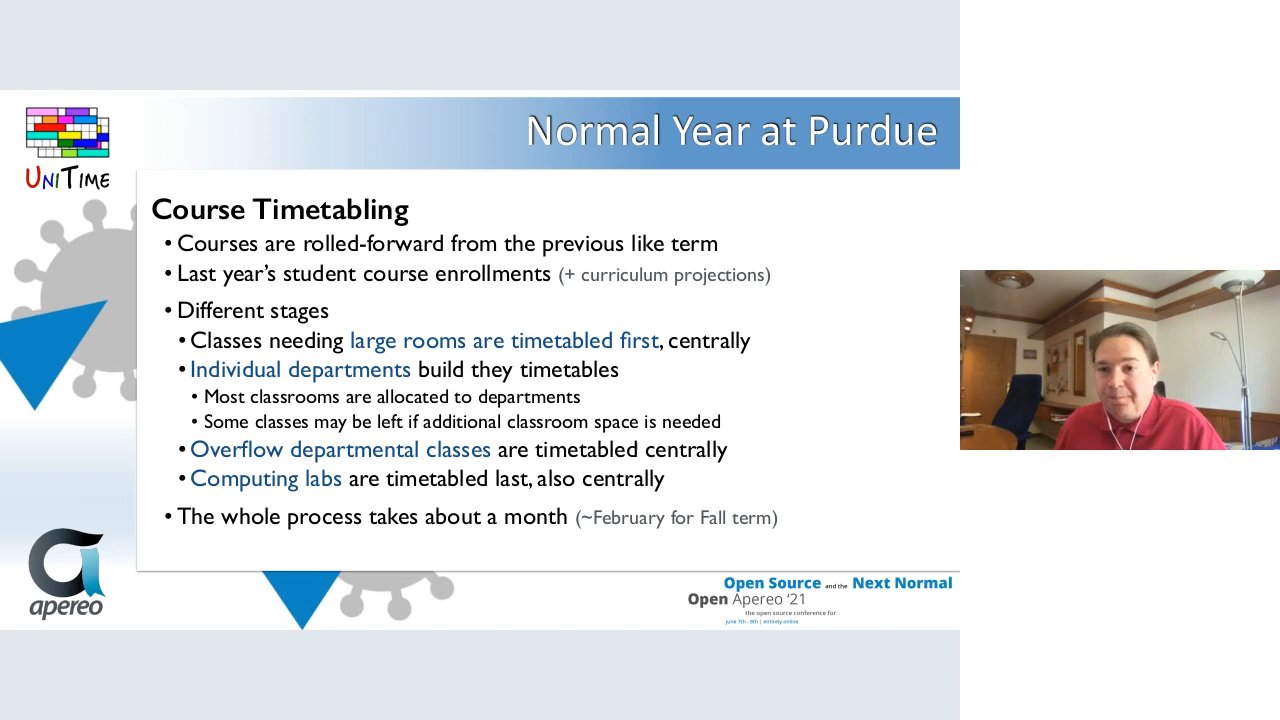 Normal Year at Purdue
UNITIME
Course Timetabling
• Courses are rolled-forward from the previous like term
• Last year's student course enrollments (+ curriculum projections)
• Different stages
• Classes needing large rooms are timetabled first, centrally
• Individual departments build they timetables
• Most classrooms are allocated to departments
• Some classes may be left if additional classroom space is needed
• Overflow departmental classes are timetabled centrally
• Computing labs are timetabled last, also centrally
• The whole process takes about a month (~February for Fall term)
apereo
Open Source and the Next Normal
Open Apereo '21
the open source conference for
June 7th - 9th | entirely online